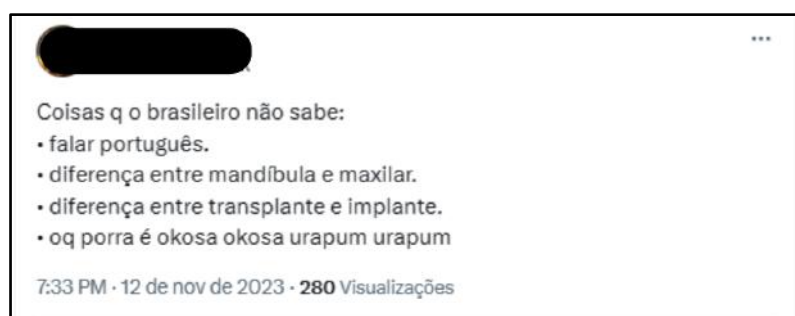 Coisas q o brasileiro não sabe:
• falar português.
• diferença entre mandíbula e maxilar.
• diferença entre transplante e implante.
• oq porra é okosa okosa urapum urapum
7:33 PM · 12 de nov de 2023 · 280 Visualizações